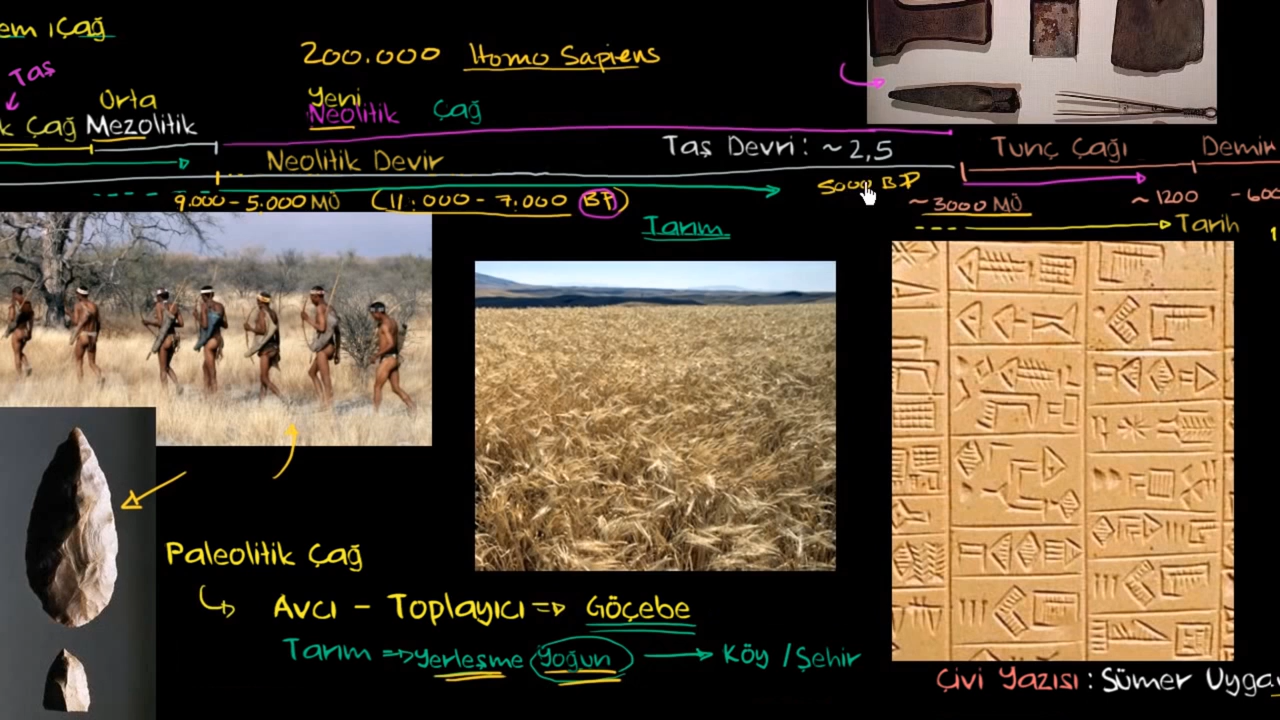 em içağ
200.000 Homo Sapiens
Taş
Orta
Yeni
k Çağ Mezolitik
Neolitik Çağ
Neolitik Devir
Taş Devri: ~ 2,5
Tunç Çağı
Demir
9.000 - 5.000 MÖ (11.000 - 7.000 BP)
5000 BP
~ 3000 MÖ
~ 1200
- 600
Tarım
Tarih
Paleolitik Çağ
Avcı - Toplayıcı => Göçebe
Tarım => yerleşme yoğun → Köy / Şehir
Çivi Yazısı : Sümer Uyga